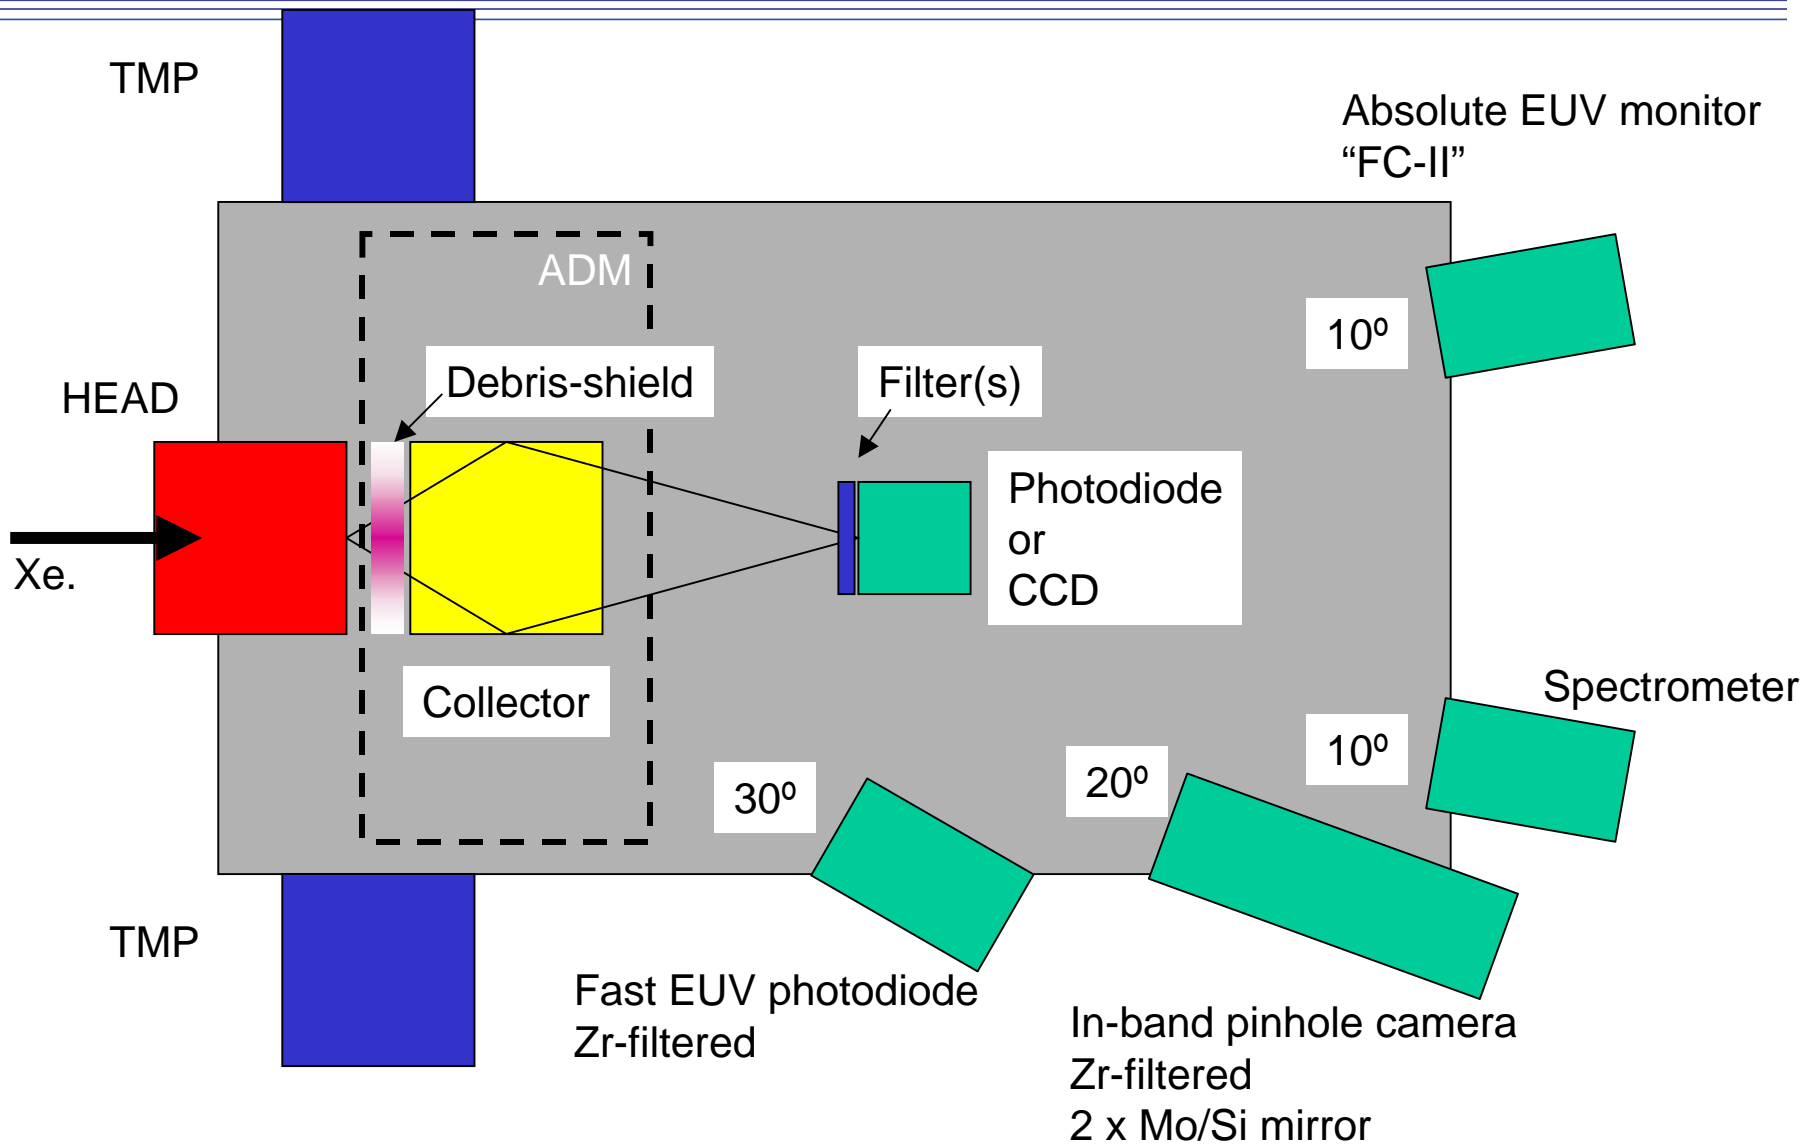 TMP
Absolute EUV monitor
“FC-II”
ADM
10º
Debris-shield
Filter(s)
HEAD
Photodiode
or
CCD
Xe.
Collector
Spectrometer
10º
20º
30º
TMP
Fast EUV photodiode
Zr-filtered
In-band pinhole camera
Zr-filtered
2 x Mo/Si mirror